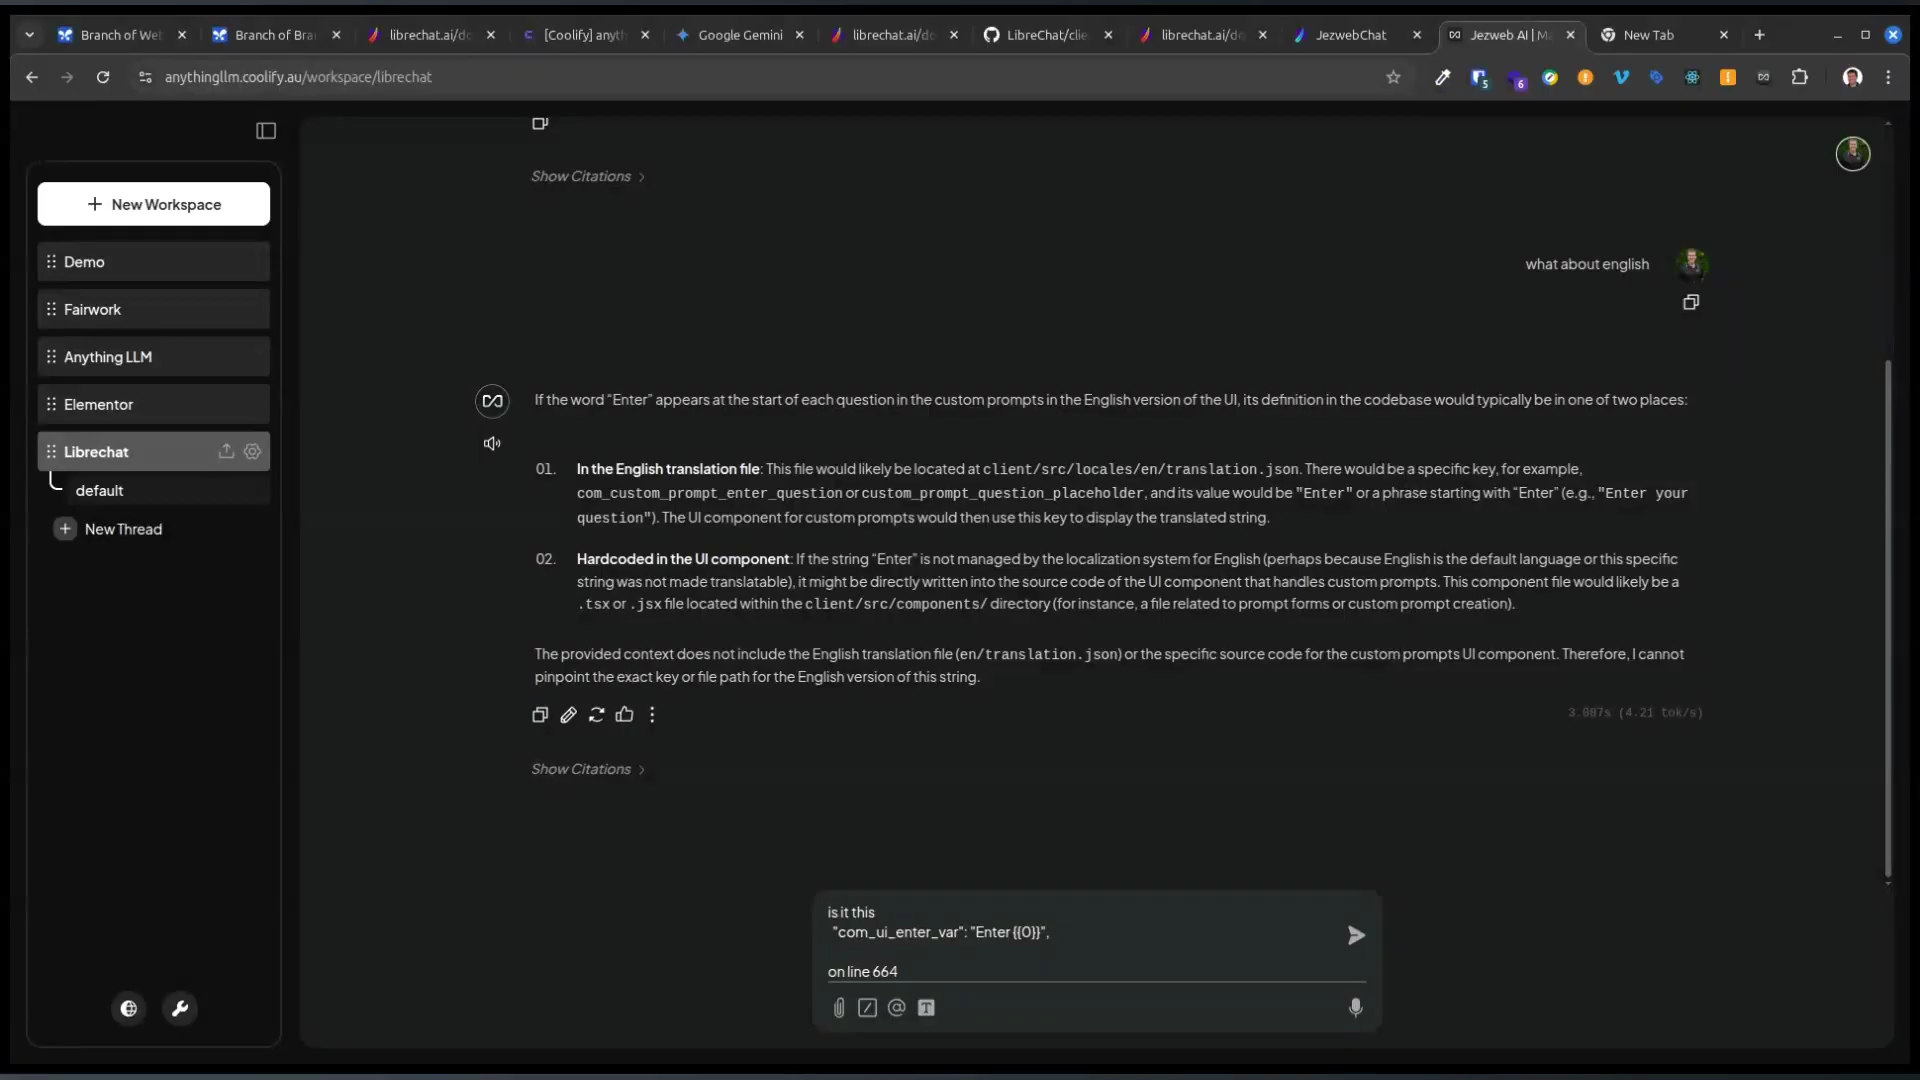 Branch of Wel
Branch of Bra
librechat.ai/do
[Coolify] anyth
Google Gemini
librechat.ai/do
LibreChat/clie
librechat.ai/do
JezwebChat
Jezweb AI | M
New Tab
anythingllm.coolify.au/workspace/librechat
5
6
New Workspace
Demo
Fairwork
Anything LLM
Elementor
Librechat
default
New Thread
Show Citations
what about english
If the word “Enter” appears at the start of each question in the custom prompts in the English version of the UI, its definition in the codebase would typically be in one of two places:
01. In the English translation file: This file would likely be located at client/src/locales/en/translation.json. There would be a specific key, for example,
com_custom_prompt_enter_question or custom_prompt_question_placeholder, and its value would be "Enter" or a phrase starting with “Enter” (e.g., "Enter your
question"). The UI component for custom prompts would then use this key to display the translated string.
02. Hardcoded in the UI component: If the string “Enter” is not managed by the localization system for English (perhaps because English is the default language or this specific
string was not made translatable), it might be directly written into the source code of the UI component that handles custom prompts. This component file would likely be a
.tsx or .jsx file located within the client/src/components/ directory (for instance, a file related to prompt forms or custom prompt creation).
The provided context does not include the English translation file (en/translation.json) or the specific source code for the custom prompts UI component. Therefore, I cannot
pinpoint the exact key or file path for the English version of this string.
3.087s (4.21 tok/s)
Show Citations
is it this
"com_ui_enter_var": "Enter {{0}}",
on line 664